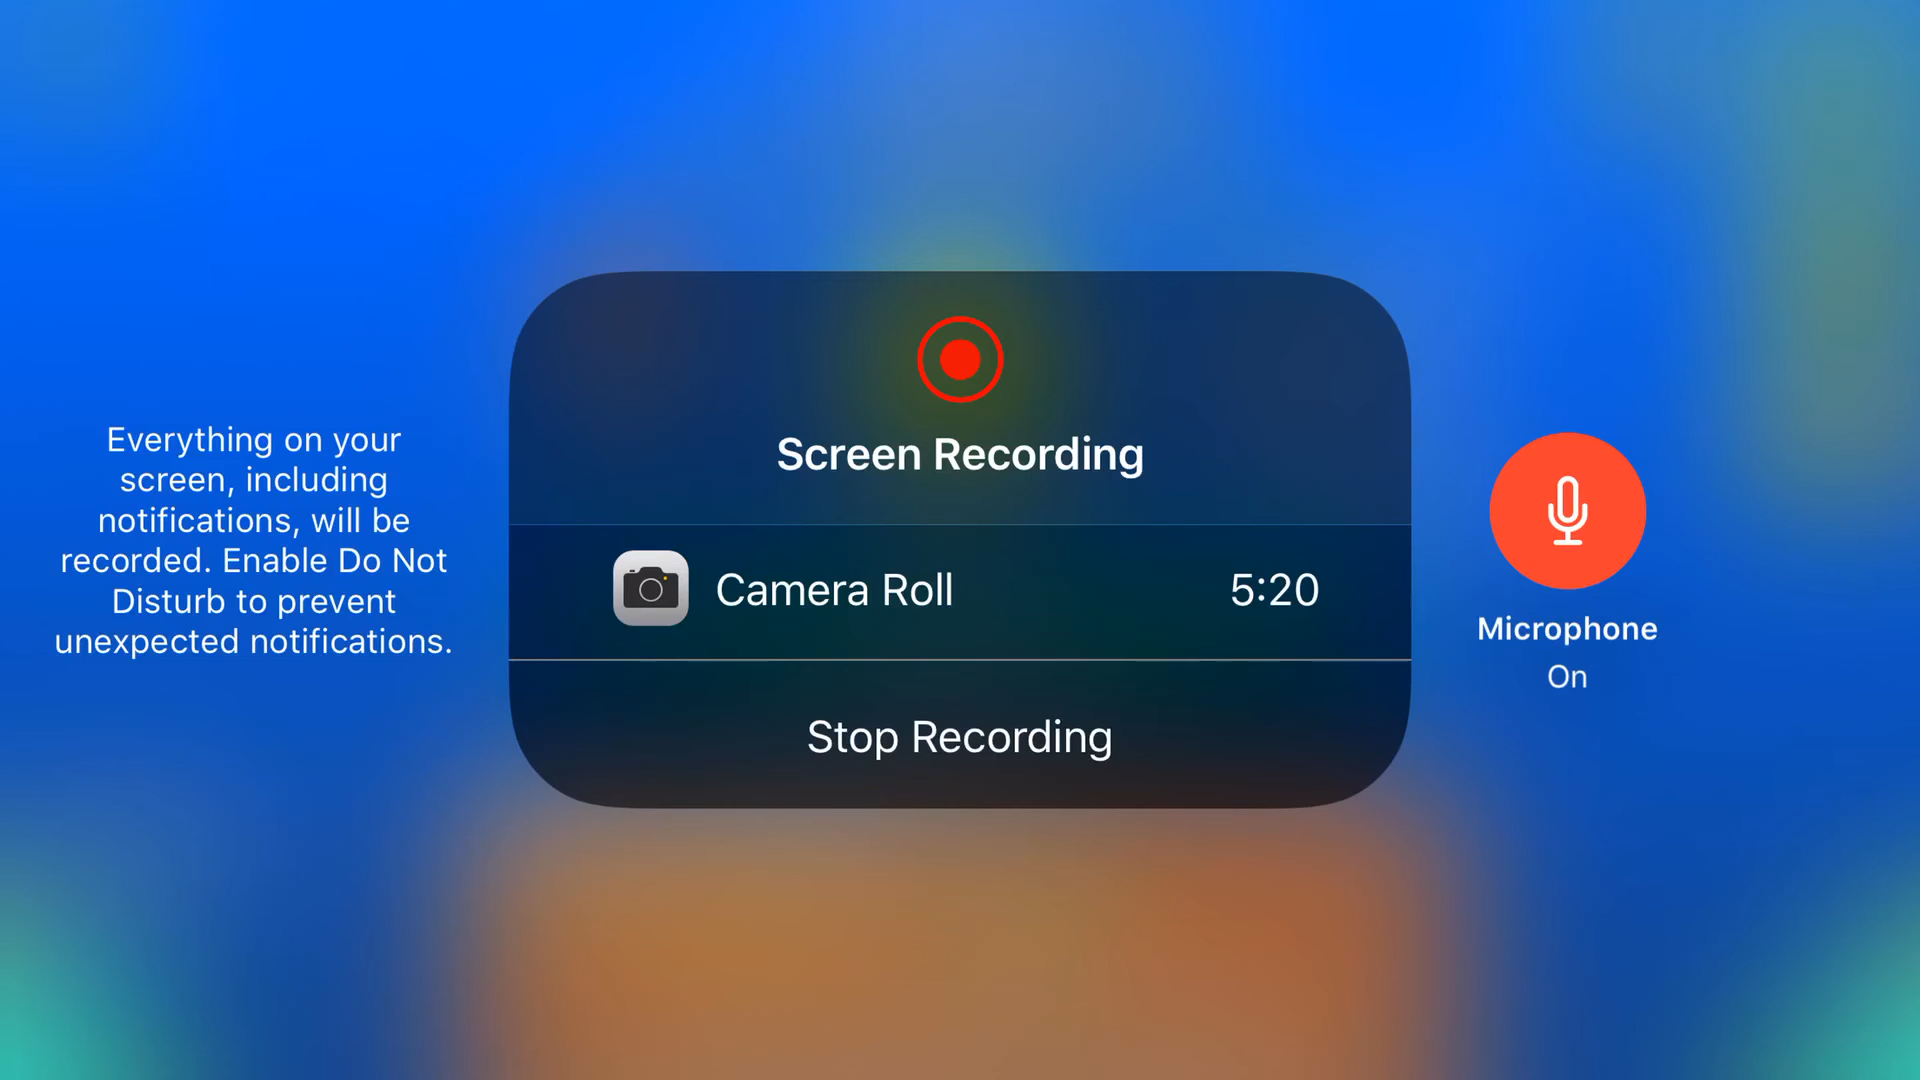 Everything on your
screen, including
notifications, will be
recorded. Enable Do Not
Disturb to prevent
unexpected notifications.
Screen Recording
Camera Roll 5:20
Stop Recording
Microphone
On